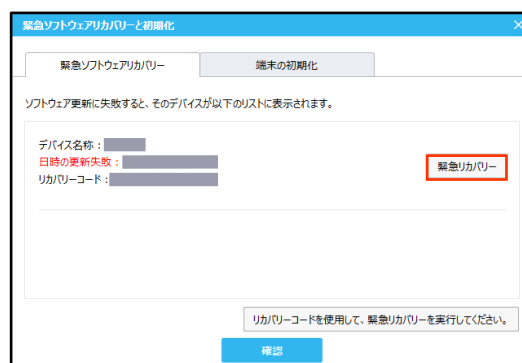 緊急ソフトウェアリカバリーと初期化
緊急ソフトウェアリカバリー
端末の初期化
ソフトウェア更新に失敗すると、そのデバイスが以下のリストに表示されます。
デバイス名称：
日時の更新失敗：
リカバリーコード：
緊急リカバリー
リカバリーコードを使用して、緊急リカバリーを実行してください。
確認